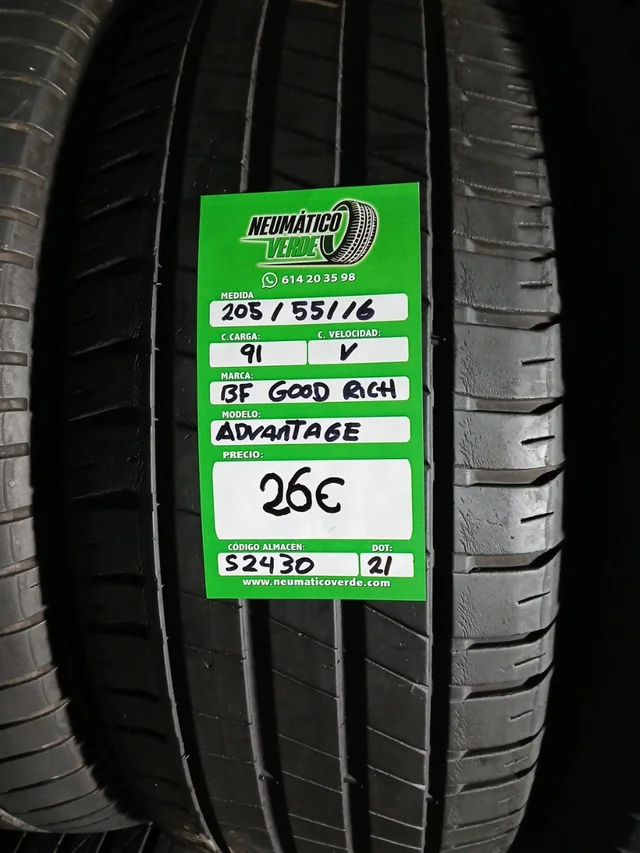 NEUMÁTICO
VERDE
614 20 35 98
MEDIDA
205/55/16
C.CARGA: C. VELOCIDAD:
91 V
MARCA:
BF GOOD RICH
MODELO:
ADVANTAGE
PRECIO:
26€
CÓDIGO ALMACÉN: DOT:
S2430 21
www.neumaticoverde.com